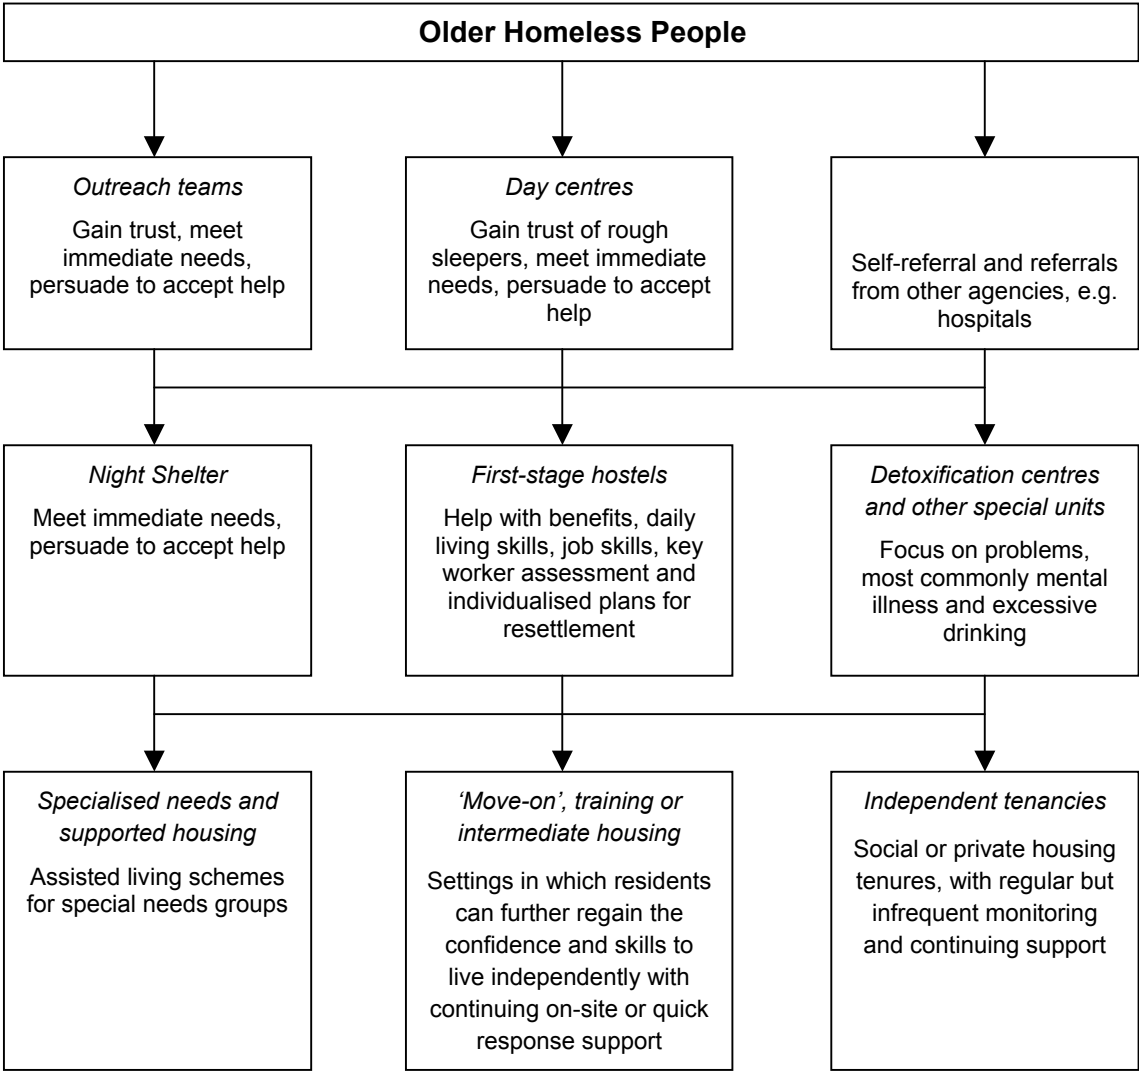 Older Homeless People
Outreach teams
Gain trust, meet
immediate needs,
persuade to accept help
Day centres
Gain trust of rough
sleepers, meet immediate
needs, persuade to accept
help
Self-referral and referrals
from other agencies, e.g.
hospitals
Night Shelter
Meet immediate needs,
persuade to accept help
First-stage hostels
Help with benefits, daily
living skills, job skills, key
worker assessment and
individualised plans for
resettlement
Detoxification centres
and other special units
Focus on problems,
most commonly mental
illness and excessive
drinking
Specialised needs and
supported housing
Assisted living schemes
for special needs groups
‘Move-on’, training or
intermediate housing
Settings in which residents
can further regain the
confidence and skills to
live independently with
continuing on-site or quick
response support
Independent tenancies
Social or private housing
tenures, with regular but
infrequent monitoring
and continuing support